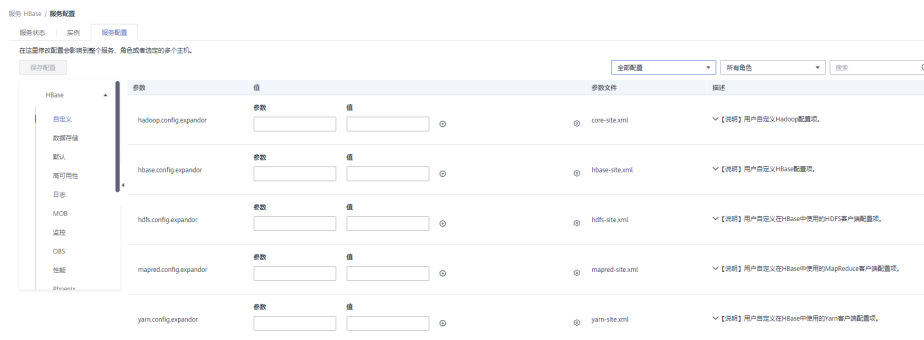 服务 HBase / 服务配置
服务状态 实例 服务配置
在这里修改配置会影响到整个服务、角色或者选定的多个主机。
保存配置 全部配置 所有角色 搜索
HBase
自定义
数据存储
默认
高可用性
日志
MOB
监控
OBS
性能
Phoenix
参数 值 参数文件 描述
参数 值
hadoop.config.expandor core-site.xml 【说明】用户自定义Hadoop配置项。
参数 值
hbase.config.expandor hbase-site.xml 【说明】用户自定义HBase配置项。
参数 值
hdfs.config.expandor hdfs-site.xml 【说明】用户自定义在HBase中使用的HDFS客户端配置项。
参数 值
mapred.config.expandor mapred-site.xml 【说明】用户自定义在HBase中使用的MapReduce客户端配置项。
参数 值
yarn.config.expandor yarn-site.xml 【说明】用户自定义在HBase中使用的Yarn客户端配置项。